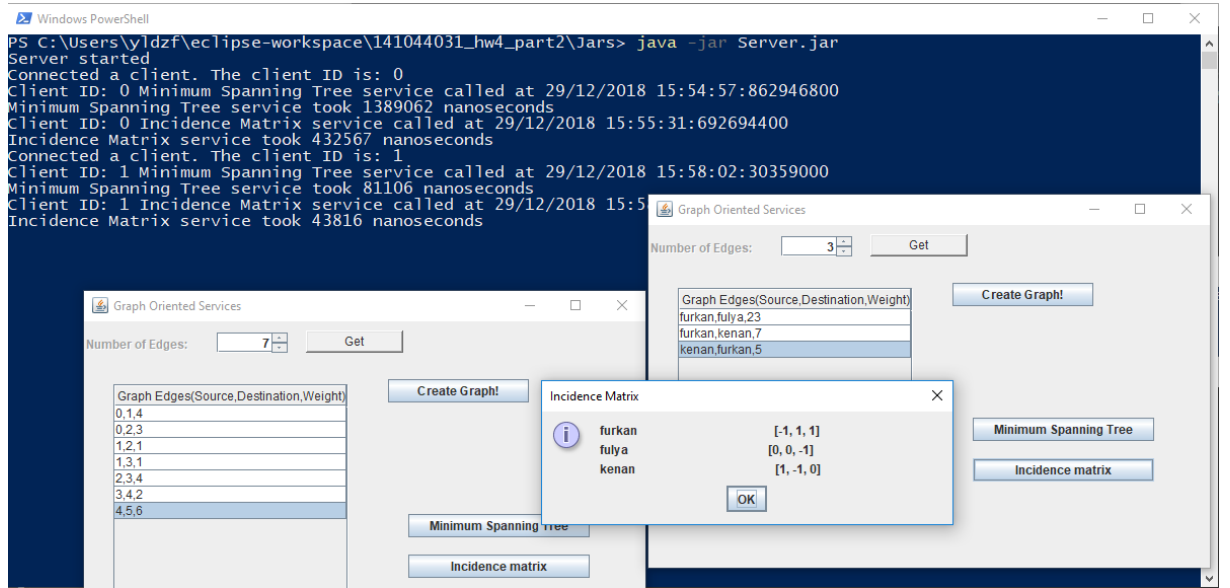 Windows PowerShell
PS C:\Users\yldzf\eclipse-workspace\141044031_hw4_part2\Jars> java -jar Server.jar
Server started
Connected a client. The client ID is: 0
Client ID: 0 Minimum Spanning Tree service called at 29/12/2018 15:54:57:862946800
Minimum Spanning Tree service took 1389062 nanoseconds
Client ID: 0 Incidence Matrix service called at 29/12/2018 15:55:31:692694400
Incidence Matrix service took 432567 nanoseconds
Connected a client. The client ID is: 1
Client ID: 1 Minimum Spanning Tree service called at 29/12/2018 15:58:02:30359000
Minimum Spanning Tree service took 81106 nanoseconds
Client ID: 1 Incidence Matrix service called at 29/12/2018 15:5
Incidence Matrix service took 43816 nanoseconds
Graph Oriented Services
Number of Edges: 3 Get
Graph Edges(Source,Destination,Weight)
furkan,fulya,23
furkan,kenan,7
kenan,furkan,5
Create Graph!
Minimum Spanning Tree
Incidence matrix
Graph Oriented Services
Number of Edges: 7 Get
Graph Edges(Source,Destination,Weight)
0,1,4
0,2,3
1,2,1
1,3,1
2,3,4
3,4,2
4,5,6
Create Graph!
Minimum Spanning Tree
Incidence matrix
Incidence Matrix
furkan [-1, 1, 1]
fulya [0, 0, -1]
kenan [1, -1, 0]
OK